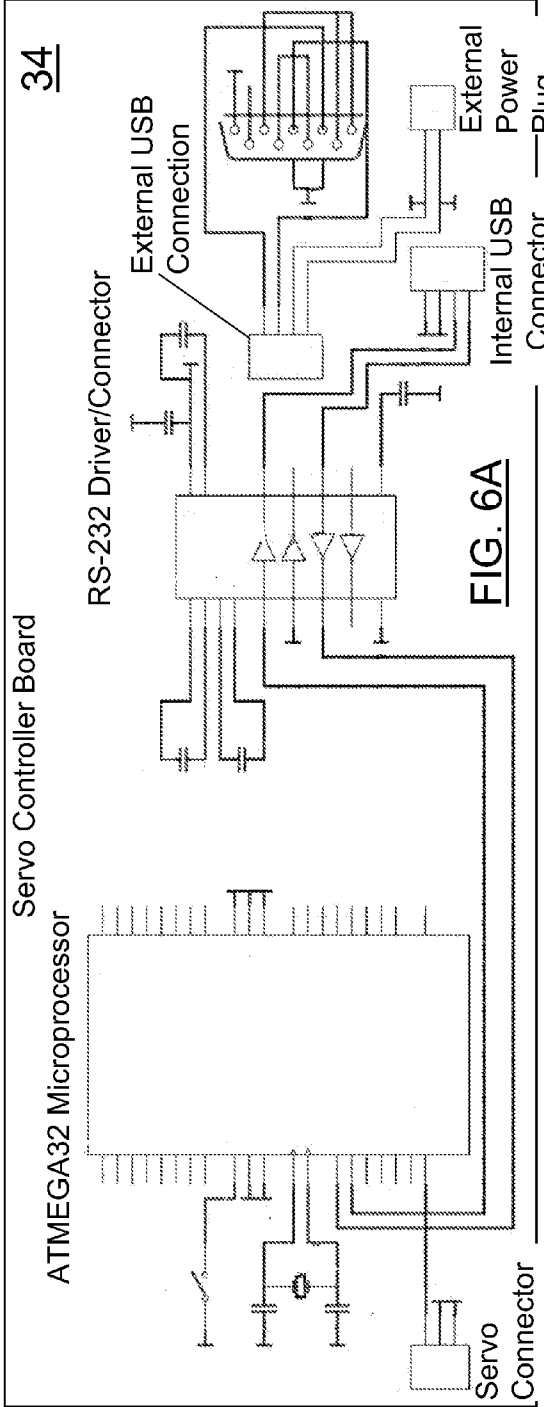 34
Servo Controller Board
ATMEGA32 Microprocessor
RS-232 Driver/Connector
External USB
Connection
External
Power
Plug
Internal USB
Connector
Servo
Connector
FIG. 6A